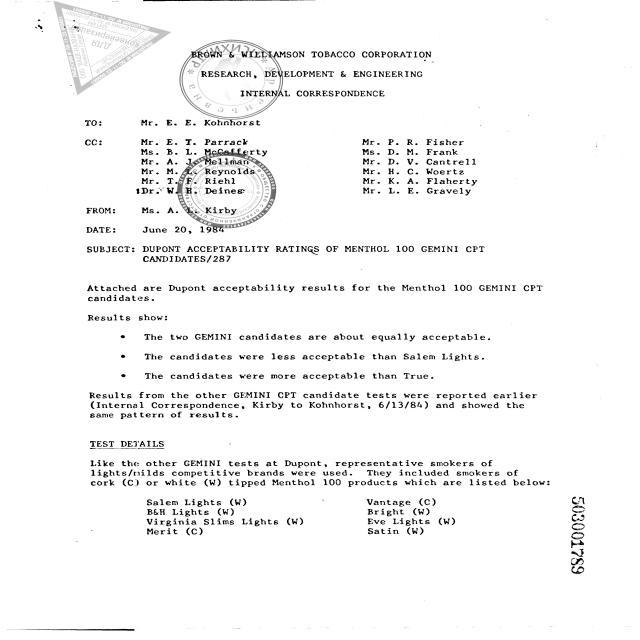 BROWN & WILLIAMSON TOBACCO CORPORATION
RESEARCH, DEVELOPMENT & ENGINEERING
INTERNAL CORRESPONDENCE
TO: Mr. E. E. Kohnhorst
CC: Mr. E. T. Parrack Mr. P. R. Fisher
Ms. B. L. McCafferty Ms. D. M. Frank
Mr. A. J. Mellman Mr. D. V. Cantrell
Mr. M. L. Reynolds Mr. H. C. Woertz
Mr. T. F. Riehl Mr. K. A. Flaherty
1Dr. W. H. Deines Mr. L. E. Gravely
FROM: Ms. A. L. Kirby
DATE: June 20, 1984
SUBJECT: DUPONT ACCEPTABILITY RATINGS OF MENTHOL 100 GEMINI CPT
CANDIDATES/287
Attached are Dupont acceptability results for the Menthol 100 GEMINI CPT
candidates.
Results show:
• The two GEMINI candidates are about equally acceptable.
• The candidates were less acceptable than Salem Lights.
• The candidates were more acceptable than True.
Results from the other GEMINI CPT candidate tests were reported earlier
(Internal Correspondence, Kirby to Kohnhorst, 6/13/84) and showed the
same pattern of results.
TEST DETAILS
Like the other GEMINI tests at Dupont, representative smokers of
lights/milds competitive brands were used. They included smokers of
cork (C) or white (W) tipped Menthol 100 products which are listed below:
Salem Lights (W) Vantage (C)
B&H Lights (W) Bright (W)
Virginia Slims Lights (W) Eve Lights (W)
Merit (C) Satin (W)
503001789